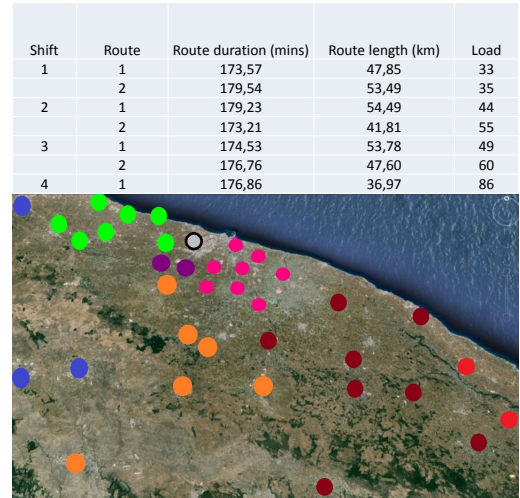 Shift Route Route duration (mins) Route length (km) Load
1 1 173,57 47,85 33
2 179,54 53,49 35
2 1 179,23 54,49 44
2 173,21 41,81 55
3 1 174,53 53,78 49
2 176,76 47,60 60
4 1 176,86 36,97 86